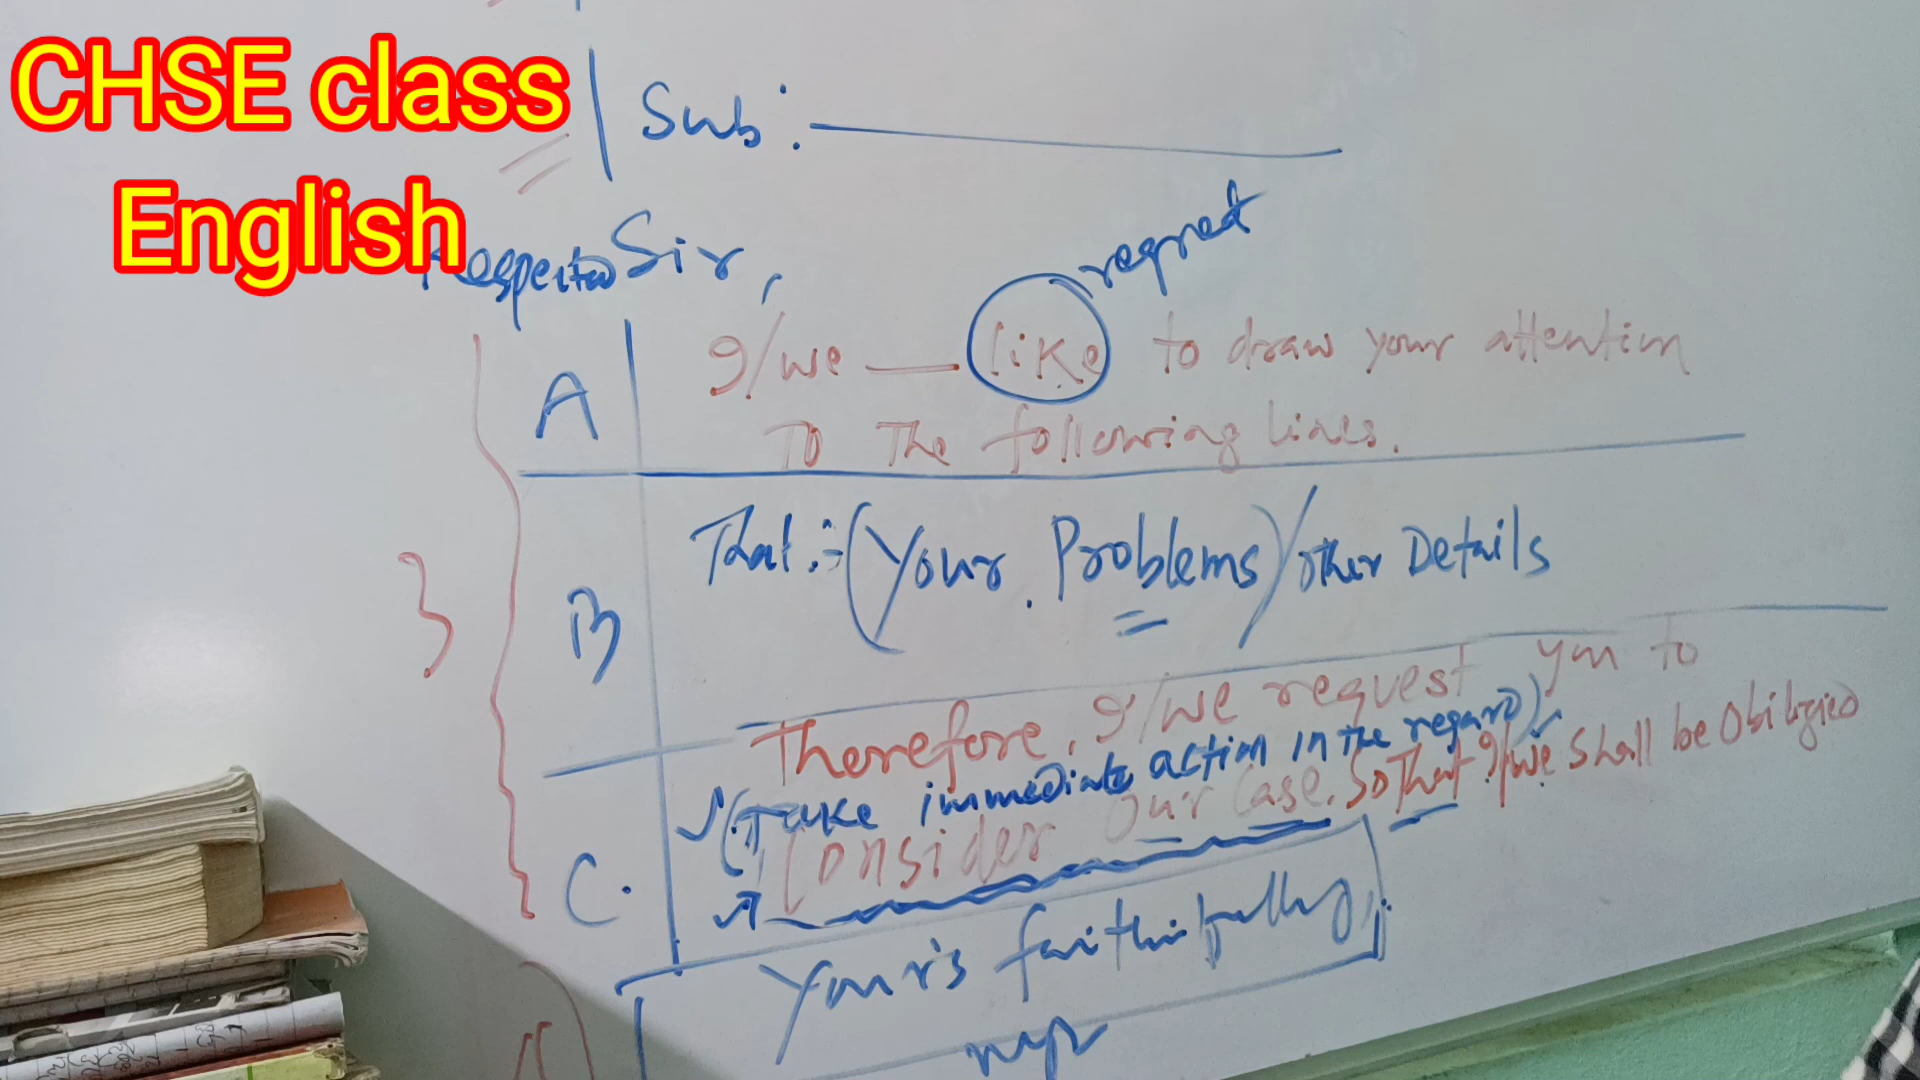 CHSE class
English
Sub:
Respected Sir,
regret
A
I/we like to draw your attention
To The following lines.
3
B
That :- (Your Problems)/other Details
Therefore, I/we request you to
(Take immediate action in the regard)
C.
Consider our case. So That I/we Shall be Obiligied
Your's faithfully,